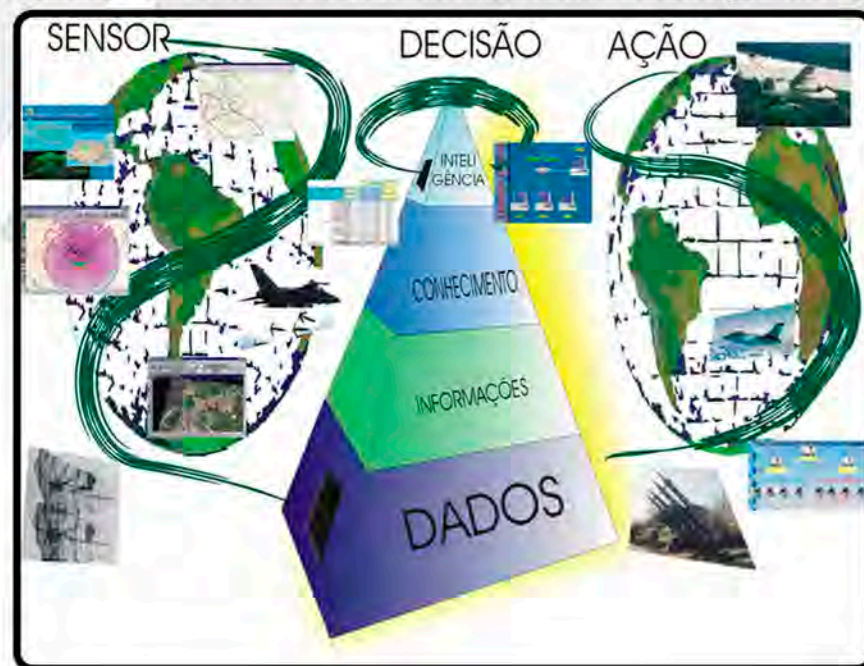 SENSOR
DECISÃO
AÇÃO
INTELI
GÊNCIA
CONHECIMENTO
INFORMAÇÕES
DADOS